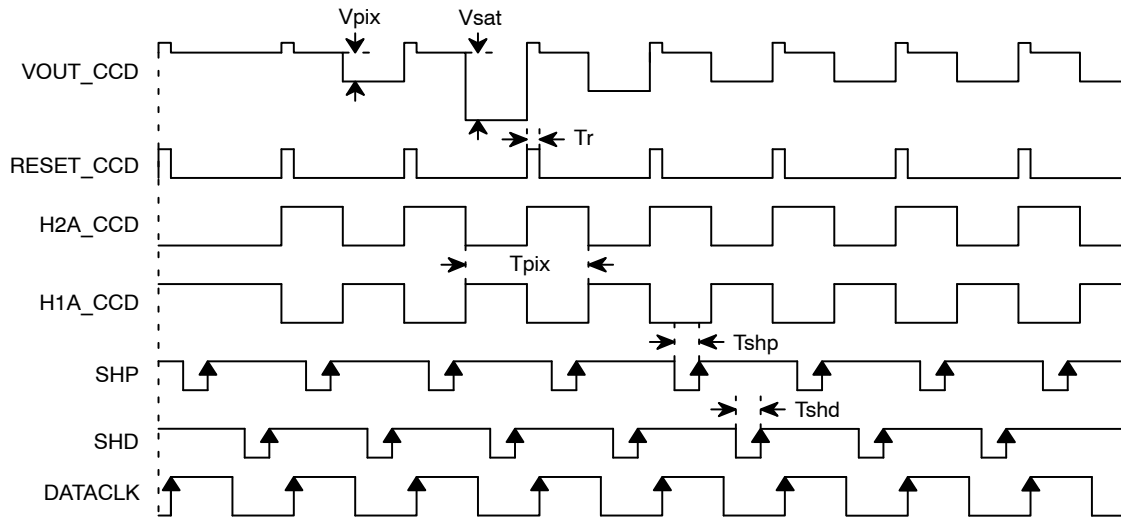 Vpix
Vsat
VOUT_CCD
Tr
RESET_CCD
H2A_CCD
Tpix
H1A_CCD
Tshp
SHP
Tshd
SHD
DATACLK